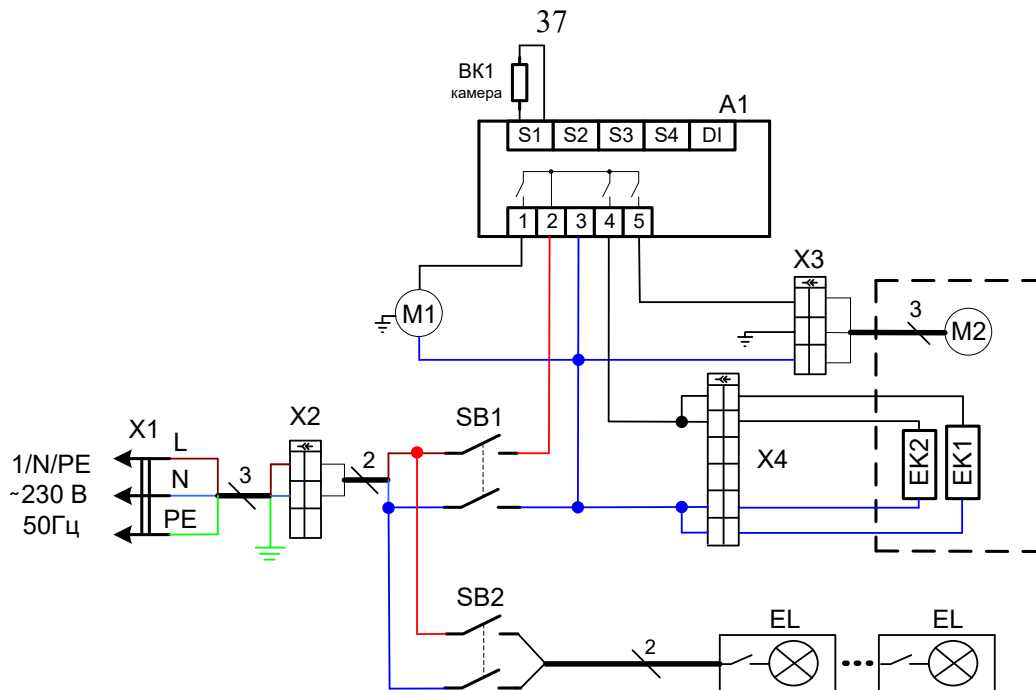 37
BK1
камера
A1
S1 S2 S3 S4 DI
1 2 3 4 5
X3
M1
3
M2
X1
L
X2
SB1
2
X4
EK2
EK1
1/N/PE
~230 В
50Гц
N
3
PE
SB2
EL
EL
2